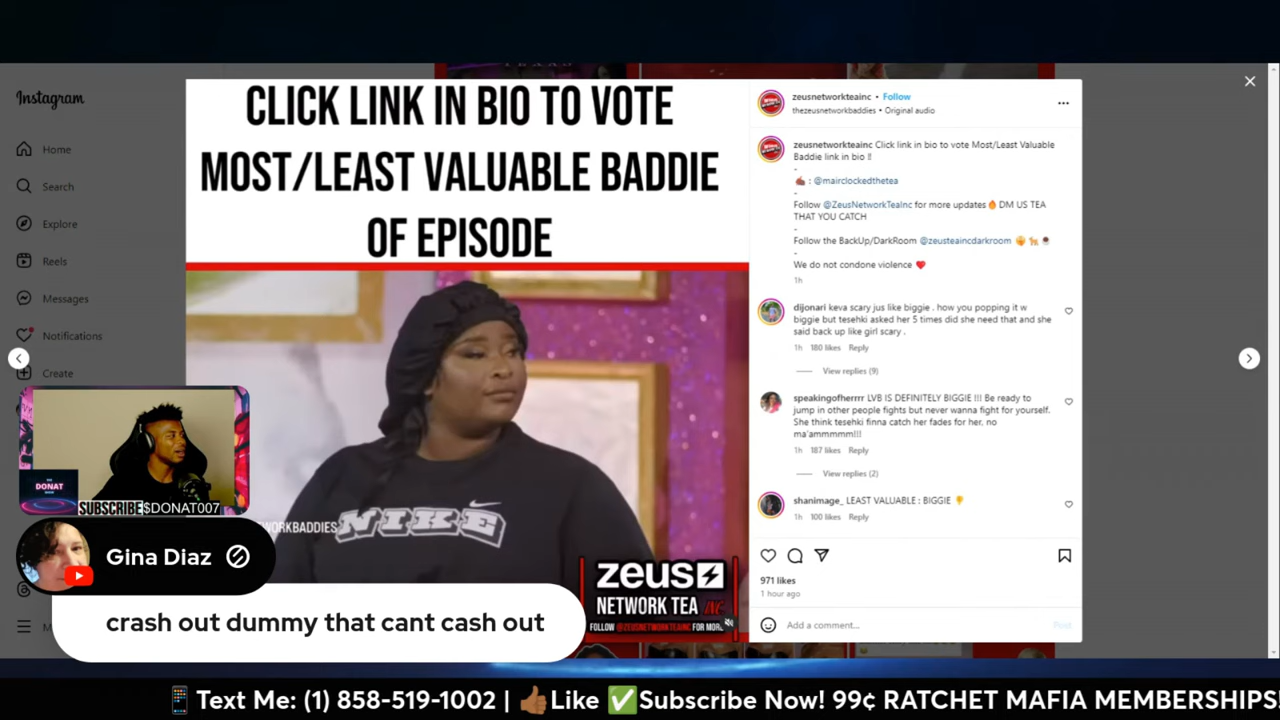 Instagram
Home
Search
Explore
Reels
Messages
Notifications
Create
CLICK LINK IN BIO TO VOTE
MOST/LEAST VALUABLE BADDIE
OF EPISODE
NIKE
WORKBADDIES
zeus
NETWORK TEA INC
FOLLOW @ZEUSNETWORKTEAINC FOR MORE
zeusnetworkteainc • Follow
thezeusnetworkbaddies • Original audio
zeusnetworkteainc Click link in bio to vote Most/Least Valuable
Baddie link in bio ‼️
-
✍🏾 : @mairclockedthetea
-
Follow @ZeusNetworkTeaInc for more updates🔥 DM US TEA
THAT YOU CATCH
-
Follow the BackUp/DarkRoom @zeusteaincdarkroom
-
We do not condone violence ❤️
1h
dijonari keva scary jus like biggie . how you popping it w
biggie but tesehki asked her 5 times did she need that and she
said back up like girl scary .
1h 180 likes Reply
View replies (9)
speakingofherrrr LVB IS DEFINITELY BIGGIE !!! Be ready to
jump in other people fights but never wanna fight for yourself.
She think tesehki finna catch her fades for her. no
ma'ammmmm!!!
1h 187 likes Reply
View replies (2)
shanimage_ LEAST VALUABLE : BIGGIE 👎
1h 100 likes Reply
971 likes
1 hour ago
Add a comment...
Post
DONAT
SUBSCRIBE$DONAT007
Gina Diaz
crash out dummy that cant cash out
📱 Text Me: (1) 858-519-1002 | 👍🏾Like ✅Subscribe Now! 99¢ RATCHET MAFIA MEMBERSHIPS